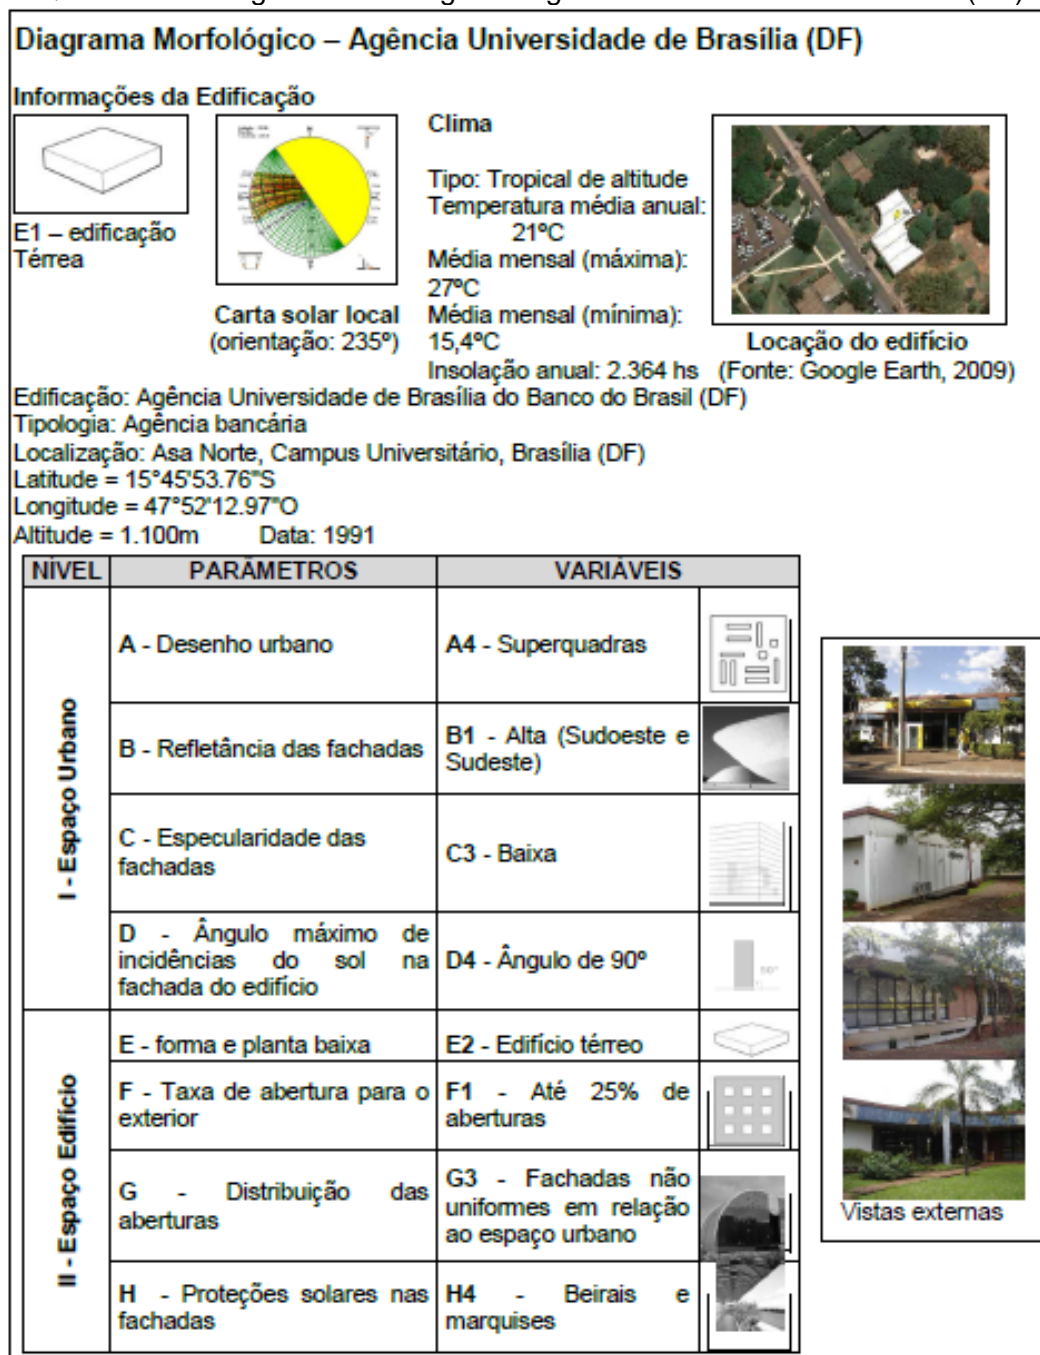 Diagrama Morfológico – Agência Universidade de Brasília (DF)
Informações da Edificação
E1 – edificação
Térrea
Carta solar local
(orientação: 235º)
Clima
Tipo: Tropical de altitude
Temperatura média anual:
21ºC
Média mensal (máxima):
27ºC
Média mensal (mínima):
15,4ºC
Insolação anual: 2.364 hs
Locação do edifício
(Fonte: Google Earth, 2009)
Edificação: Agência Universidade de Brasília do Banco do Brasil (DF)
Tipologia: Agência bancária
Localização: Asa Norte, Campus Universitário, Brasília (DF)
Latitude = 15°45'53.76"S
Longitude = 47°52'12.97"O
Altitude = 1.100m Data: 1991
NÍVEL PARÂMETROS VARIÁVEIS
I - Espaço Urbano
A - Desenho urbano
A4 - Superquadras
B - Refletância das fachadas
B1 - Alta (Sudoeste e
Sudeste)
C - Especularidade das
fachadas
C3 - Baixa
D - Ângulo máximo de
incidências do sol na
fachada do edifício
D4 - Ângulo de 90º
90°
II - Espaço Edifício
E - forma e planta baixa
E2 - Edifício térreo
F - Taxa de abertura para o
exterior
F1 - Até 25% de
aberturas
G - Distribuição das
aberturas
G3 - Fachadas não
uniformes em relação
ao espaço urbano
H - Proteções solares nas
fachadas
H4 - Beirais e
marquises
Vistas externas